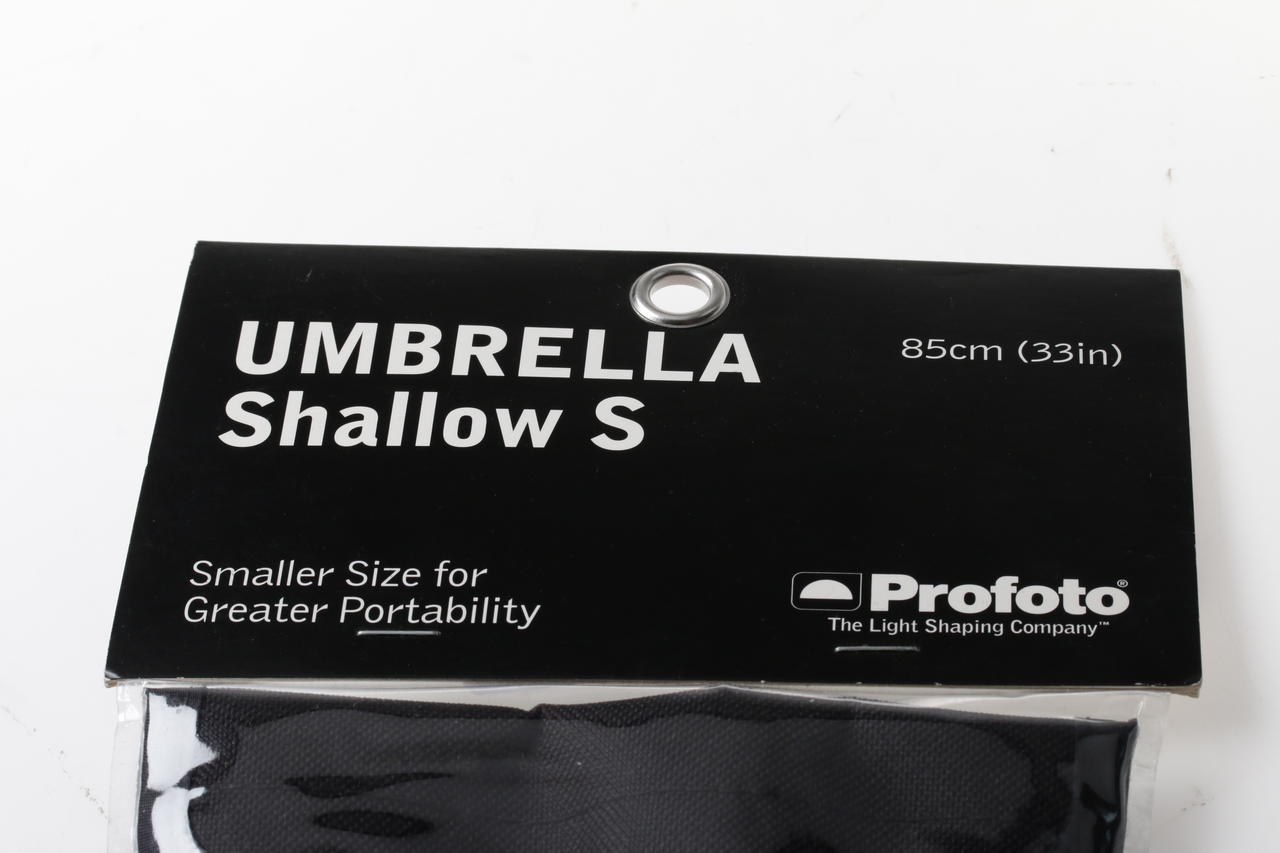 UMBRELLA
Shallow S
85cm (33in)
Smaller Size for
Greater Portability
Profoto®
The Light Shaping Company™